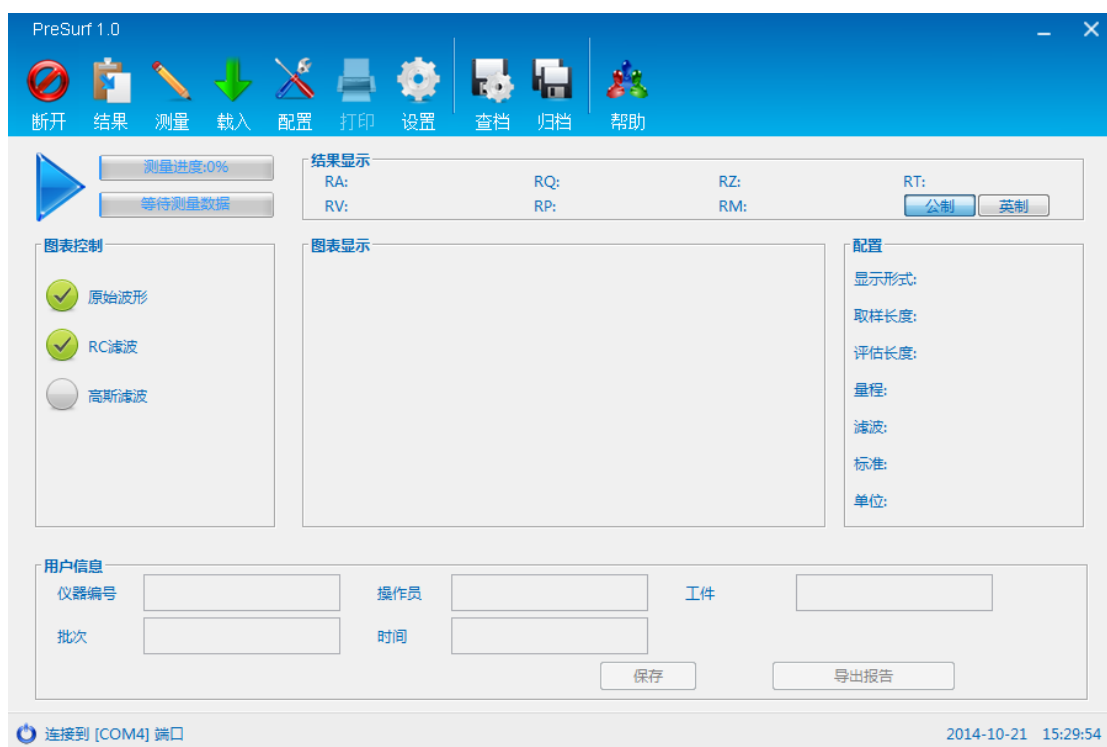 PreSurf 1.0
断开 结果 测量 载入 配置 打印 设置 查档 归档 帮助
测量进度:0%
等待测量数据
结果显示
RA: RQ: RZ: RT:
RV: RP: RM: 公制 英制
图表控制
原始波形
RC滤波
高斯滤波
图表显示
配置
显示形式:
取样长度:
评估长度:
量程:
滤波:
标准:
单位:
用户信息
仪器编号 操作员 工件
批次 时间
保存 导出报告
连接到 [COM4] 端口 2014-10-21 15:29:54